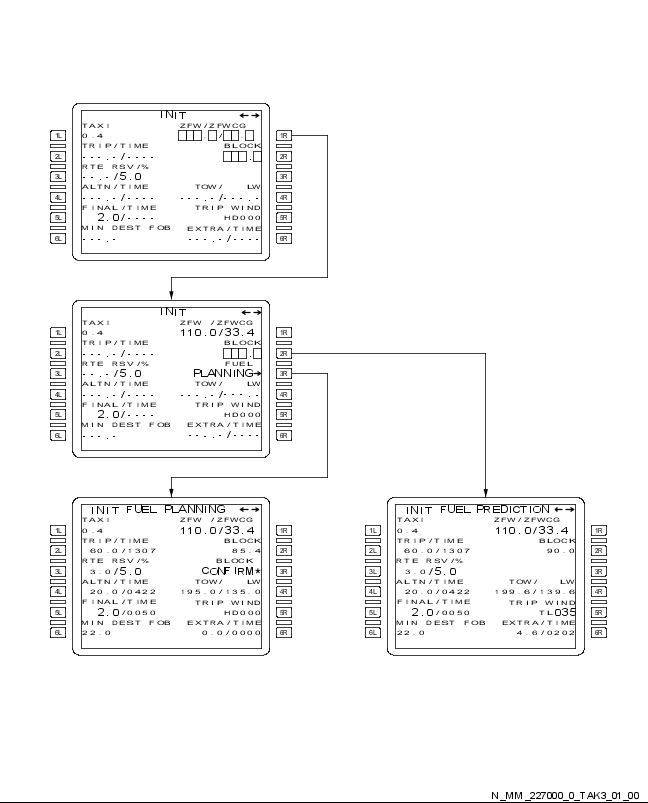 INIT ←→
TAXI ZFW/ZFWCG
1L 0.4 □□□.□/□□.□ 1R
TRIP/TIME BLOCK
2L ---.-/---- □□□.□ 2R
RTE RSV/%
3L --.-/5.0 3R
ALTN/TIME TOW/ LW
4L ---.-/---- ---.-/---.- 4R
FINAL/TIME TRIP WIND
5L 2.0/---- HD000 5R
MIN DEST FOB EXTRA/TIME
6L ---.- ---.-/---- 6R
INIT ←→
TAXI ZFW /ZFWCG
1L 0.4 110.0/33.4 1R
TRIP/TIME BLOCK
2L ---.-/---- □□□.□ 2R
RTE RSV/% FUEL
3L --.-/5.0 PLANNING→ 3R
ALTN/TIME TOW/ LW
4L ---.-/---- ---.-/---.- 4R
FINAL/TIME TRIP WIND
5L 2.0/---- HD000 5R
MIN DEST FOB EXTRA/TIME
6L ---.- ---.-/---- 6R
INIT FUEL PLANNING ←→
TAXI ZFW/ZFWCG
1L 0.4 110.0/33.4 1R
TRIP/TIME BLOCK
2L 60.0/1307 85.4 2R
RTE RSV/% BLOCK
3L 3.0/5.0 CONFIRM* 3R
ALTN/TIME TOW/ LW
4L 20.0/0422 195.0/135.0 4R
FINAL/TIME TRIP WIND
5L 2.0/0050 HD000 5R
MIN DEST FOB EXTRA/TIME
6L 22.0 0.0/0000 6R
INIT FUEL PREDICTION ←→
TAXI ZFW/ZFWCG
1L 0.4 110.0/33.4 1R
TRIP/TIME BLOCK
2L 60.0/1307 90.0 2R
RTE RSV/%
3L 3.0/5.0 3R
ALTN/TIME TOW/ LW
4L 20.0/0422 199.6/139.6 4R
FINAL/TIME TRIP WIND
5L 2.0/0050 TL035 5R
MIN DEST FOB EXTRA/TIME
6L 22.0 4.6/0202 6R
N_MM_227000_0_TAK3_01_00